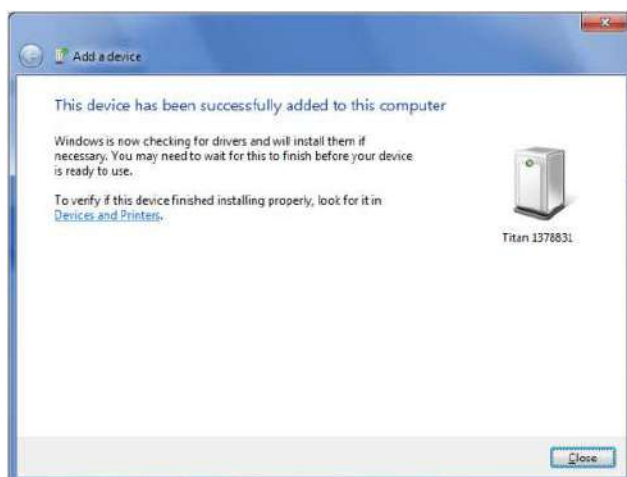 Add a device
This device has been successfully added to this computer
Windows is now checking for drivers and will install them if
necessary. You may need to wait for this to finish before your device
is ready to use.
To verify if this device finished installing properly, look for it in
Devices and Printers.
Titan 1378831
Close